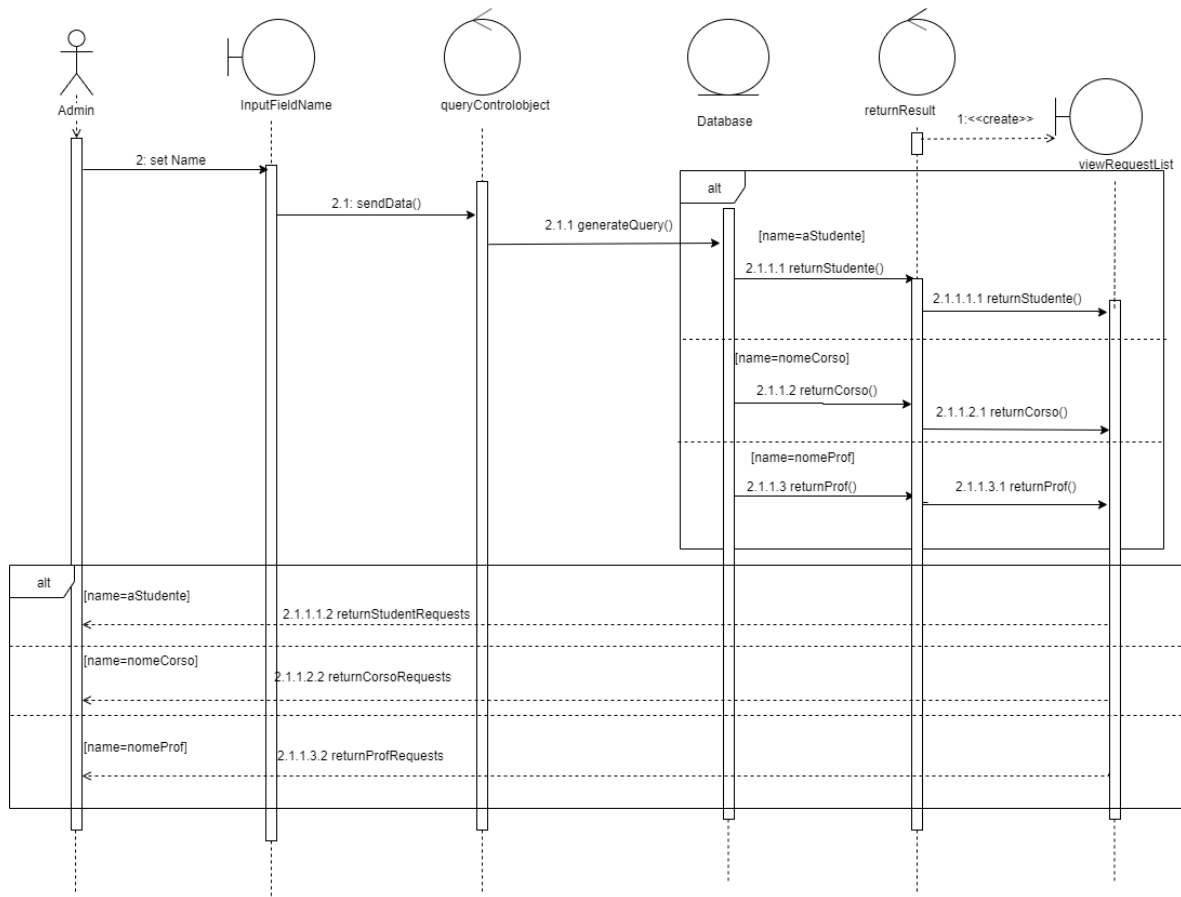 Admin
InputFieldName
queryControlobject
Database
returnResult
1:<<create>>
viewRequestList
2: set Name
alt
2.1: sendData()
2.1.1 generateQuery()
[name=aStudente]
2.1.1.1 returnStudente()
2.1.1.1.1 returnStudente()
[name=nomeCorso]
2.1.1.2 returnCorso()
2.1.1.2.1 returnCorso()
[name=nomeProf]
2.1.1.3 returnProf()
2.1.1.3.1 returnProf()
alt
[name=aStudente]
2.1.1.1.2 returnStudentRequests
[name=nomeCorso]
2.1.1.2.2 returnCorsoRequests
[name=nomeProf]
2.1.1.3.2 returnProfRequests